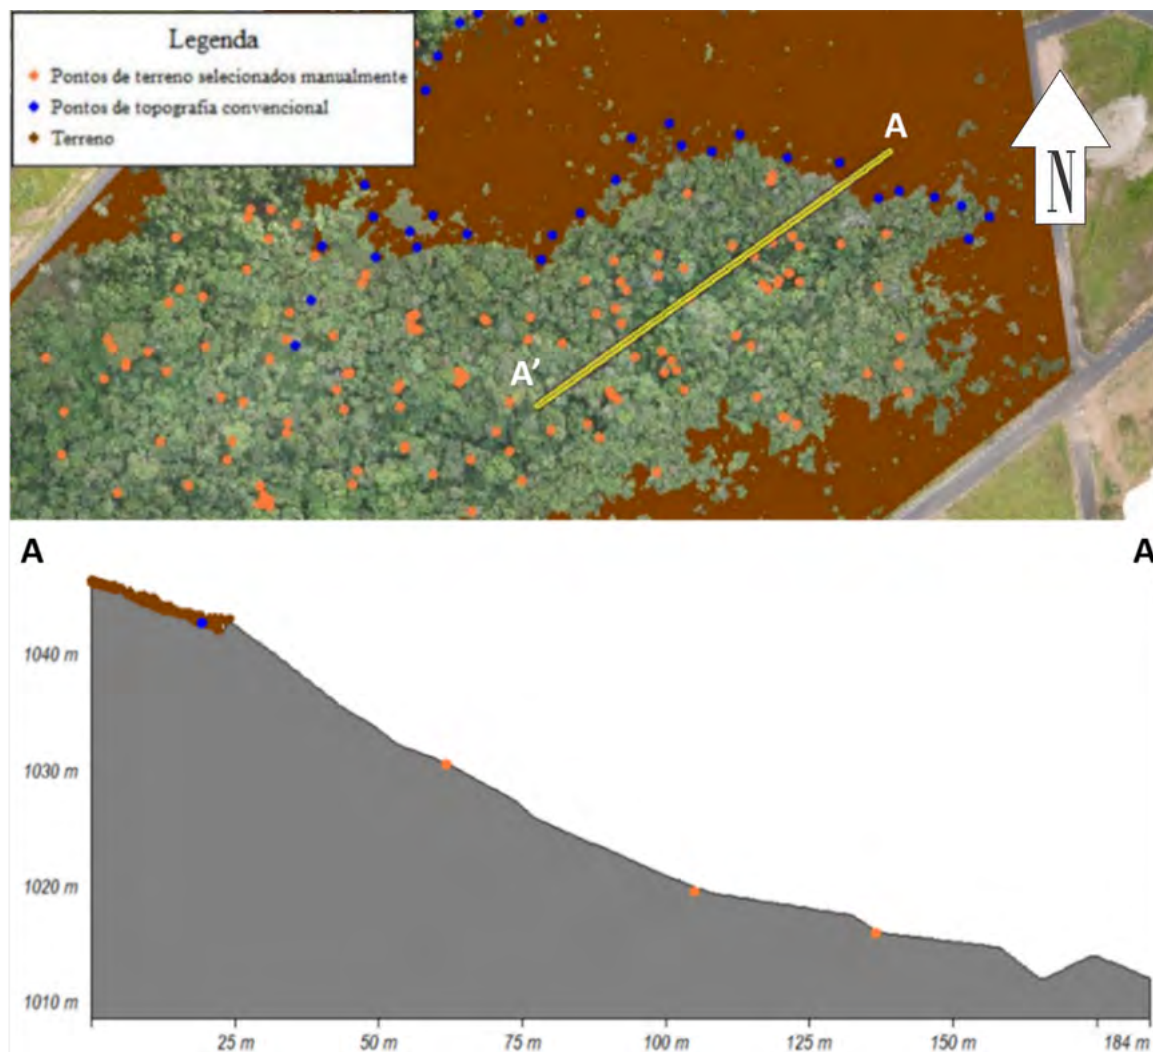 Legenda
Pontos de terreno selecionados manualmente
Pontos de topografia convencional
Terreno
N
A
A’
A
A
1040 m
1030 m
1020 m
1010 m
25 m
50 m
75 m
100 m
125 m
150 m
184 m